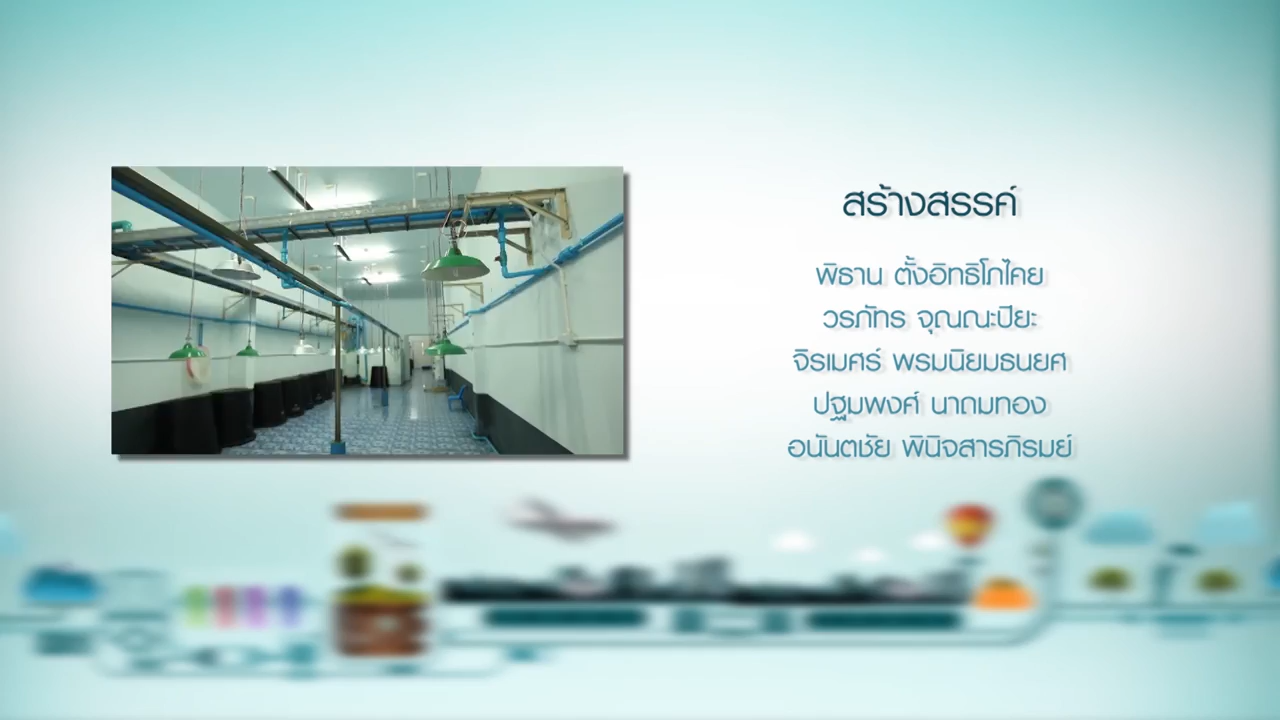 สร้างสรรค์
พิธาน ตั้งอิทธิโภไคย
วรภัทร จุณณะปิยะ
จิรเมศร์ พรมนิยมธนยศ
ปฐมพงศ์ นาถมทอง
อนันตชัย พินิจสารภิรมย์